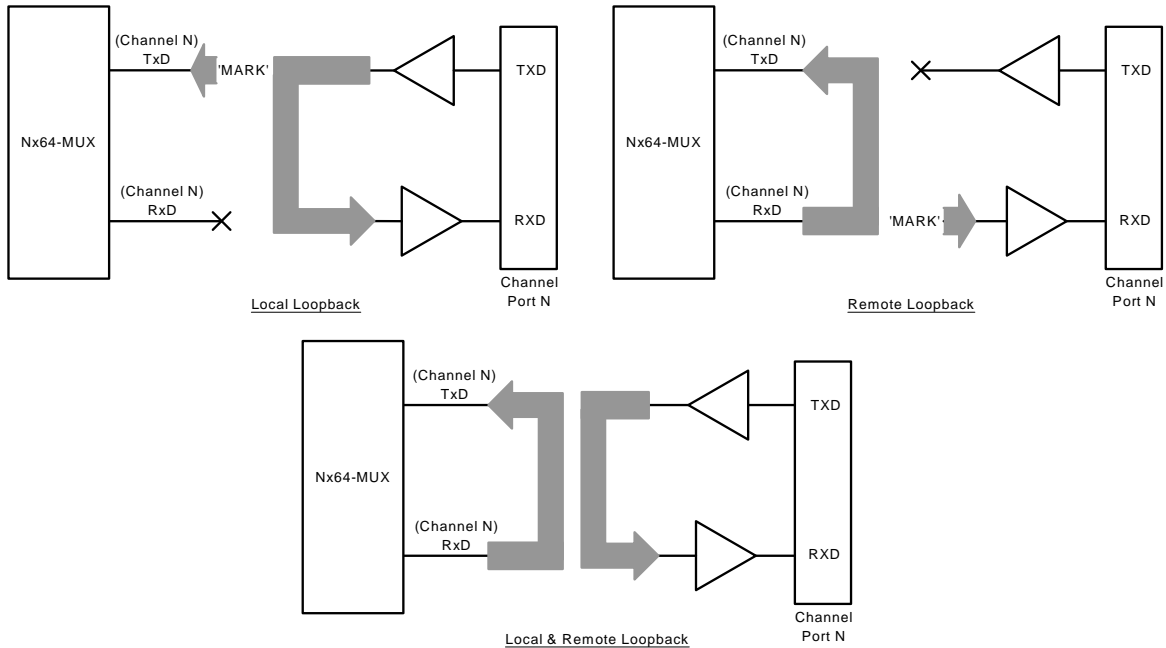 (Channel N)
TxD
'MARK'
TXD
Nx64-MUX
(Channel N)
RxD
RXD
Channel
Port N
Local Loopback
(Channel N)
TxD
TXD
Nx64-MUX
(Channel N)
RxD
'MARK'
RXD
Channel
Port N
Remote Loopback
(Channel N)
TxD
TXD
Nx64-MUX
(Channel N)
RxD
RXD
Channel
Port N
Local & Remote Loopback